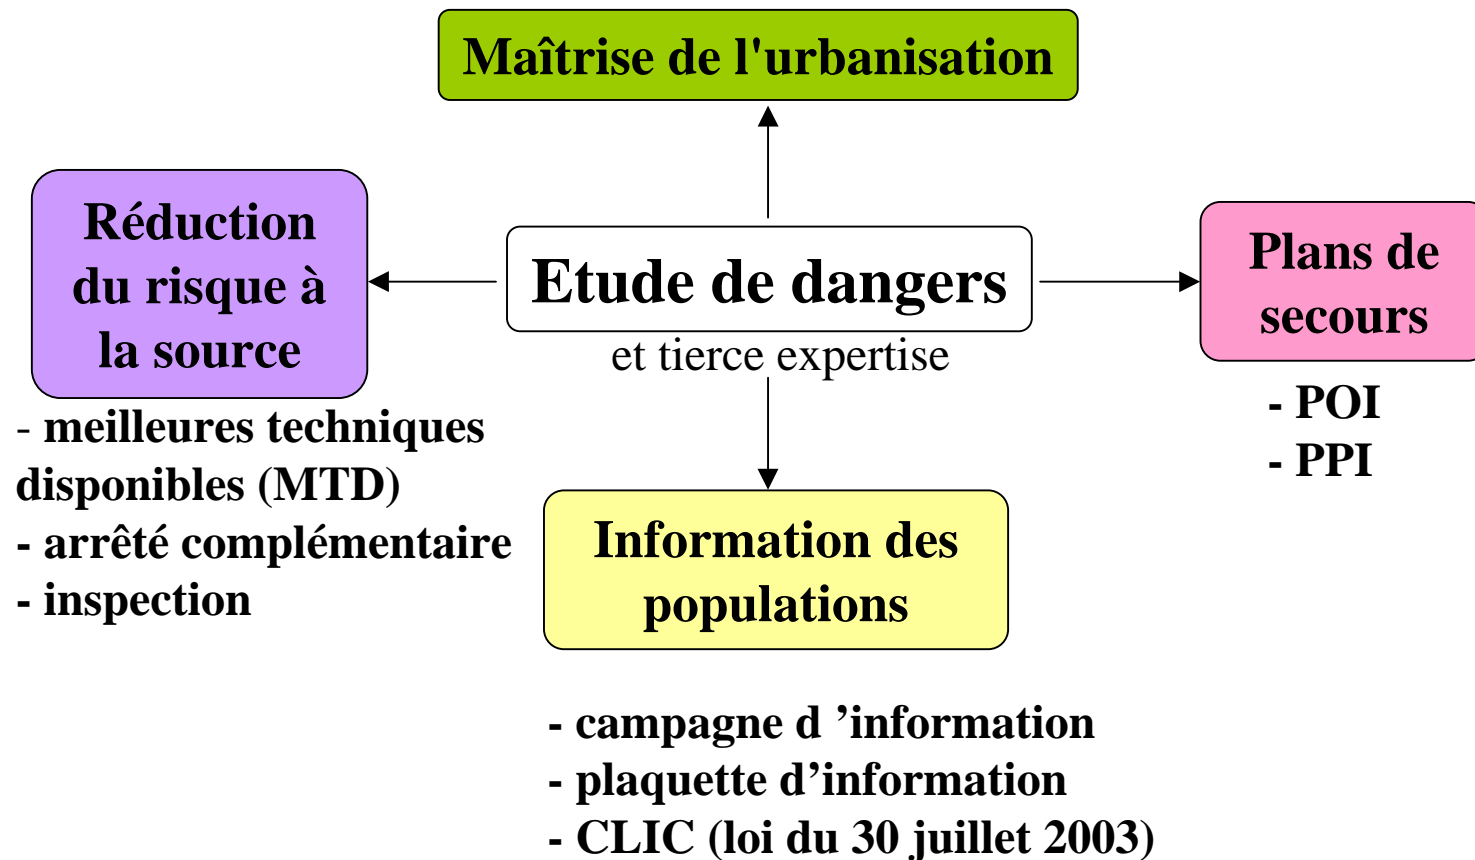 Maîtrise de l'urbanisation
Réduction
du risque à
la source
- meilleures techniques
disponibles (MTD)
- arrêté complémentaire
- inspection
Etude de dangers
et tierce expertise
Plans de
secours
- POI
- PPI
Information des
populations
- campagne d ’information
- plaquette d’information
- CLIC (loi du 30 juillet 2003)